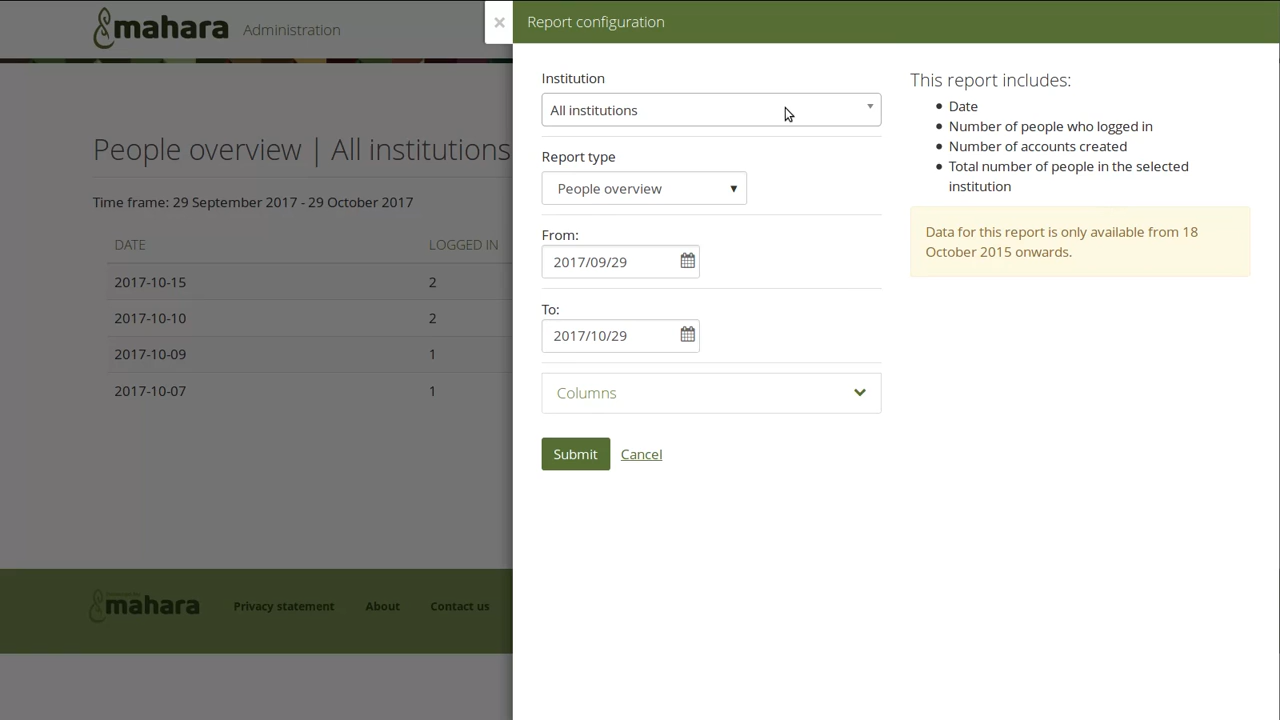 mahara Administration
People overview | All institutions
Time frame: 29 September 2017 - 29 October 2017
DATE LOGGED IN
2017-10-15 2
2017-10-10 2
2017-10-09 1
2017-10-07 1
mahara Privacy statement About Contact us
× Report configuration
Institution
All institutions
Report type
People overview
From:
2017/09/29
To:
2017/10/29
Columns
Submit Cancel
This report includes:
Date
Number of people who logged in
Number of accounts created
Total number of people in the selected
institution
Data for this report is only available from 18
October 2015 onwards.